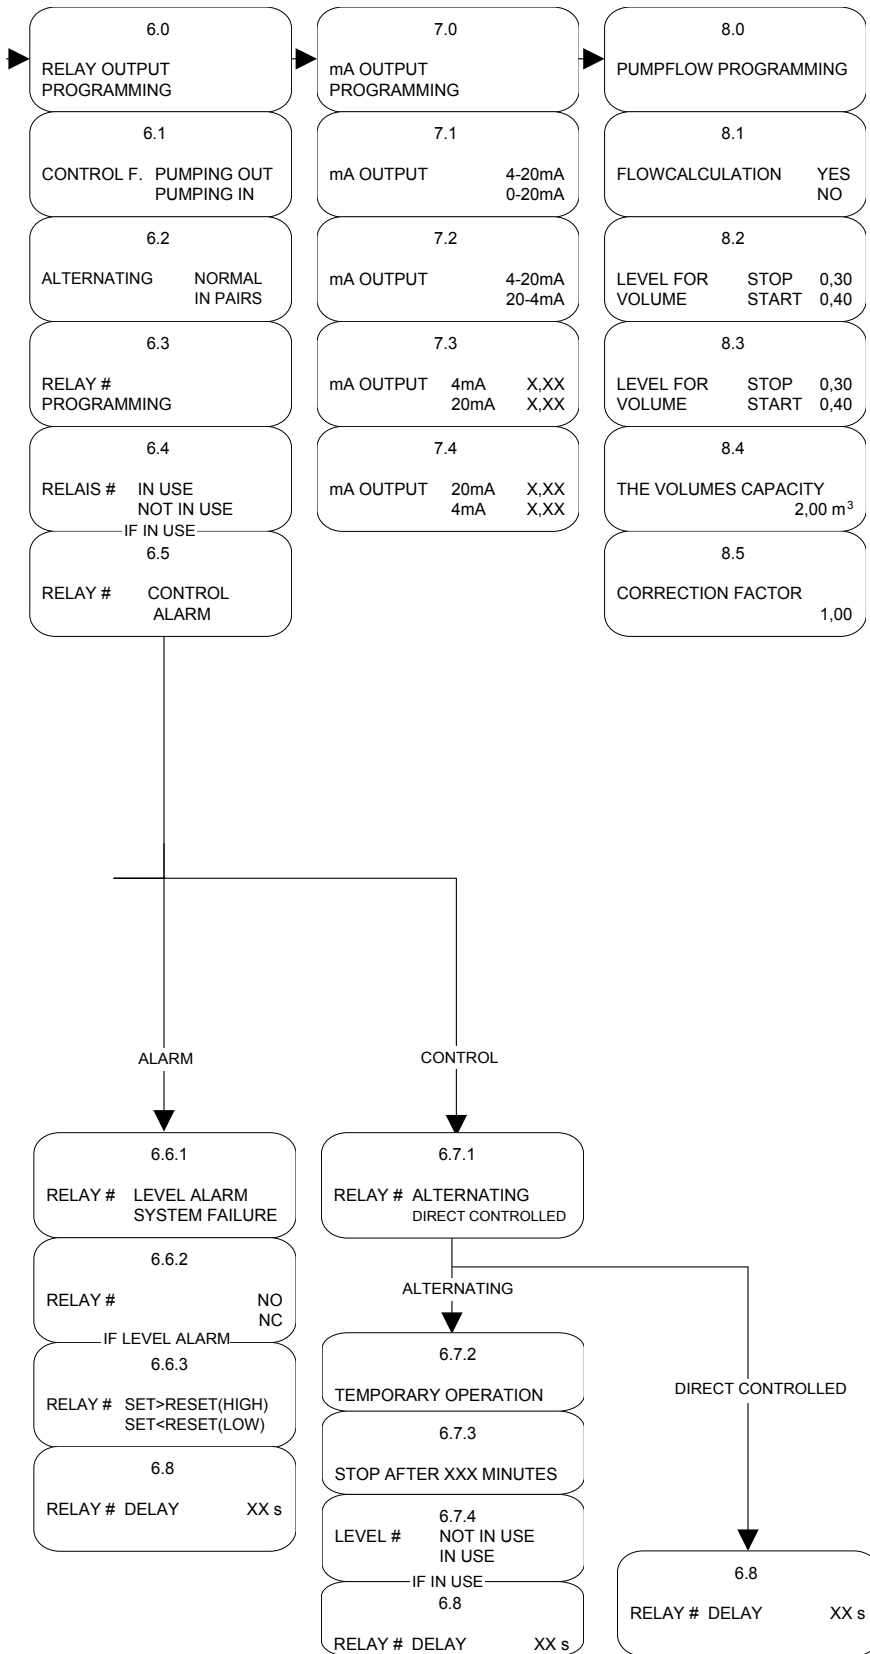 6.0
RELAY OUTPUT
PROGRAMMING
6.1
CONTROL F. PUMPING OUT
PUMPING IN
6.2
ALTERNATING NORMAL
IN PAIRS
6.3
RELAY #
PROGRAMMING
6.4
RELAIS # IN USE
NOT IN USE
IF IN USE
6.5
RELAY # CONTROL
ALARM
7.0
mA OUTPUT
PROGRAMMING
7.1
mA OUTPUT 4-20mA
0-20mA
7.2
mA OUTPUT 4-20mA
20-4mA
7.3
mA OUTPUT 4mA X,XX
20mA X,XX
7.4
mA OUTPUT 20mA X,XX
4mA X,XX
8.0
PUMPFLOW PROGRAMMING
8.1
FLOWCALCULATION YES
NO
8.2
LEVEL FOR STOP 0,30
VOLUME START 0,40
8.3
LEVEL FOR STOP 0,30
VOLUME START 0,40
8.4
THE VOLUMES CAPACITY
2,00 m³
8.5
CORRECTION FACTOR
1,00
ALARM
CONTROL
6.6.1
RELAY # LEVEL ALARM
SYSTEM FAILURE
6.6.2
RELAY # NO
NC
IF LEVEL ALARM
6.6.3
RELAY # SET>RESET(HIGH)
SET<RESET(LOW)
6.8
RELAY # DELAY XX s
6.7.1
RELAY # ALTERNATING
DIRECT CONTROLLED
ALTERNATING
6.7.2
TEMPORARY OPERATION
6.7.3
STOP AFTER XXX MINUTES
6.7.4
LEVEL # NOT IN USE
IN USE
IF IN USE
6.8
RELAY # DELAY XX s
DIRECT CONTROLLED
6.8
RELAY # DELAY XX s